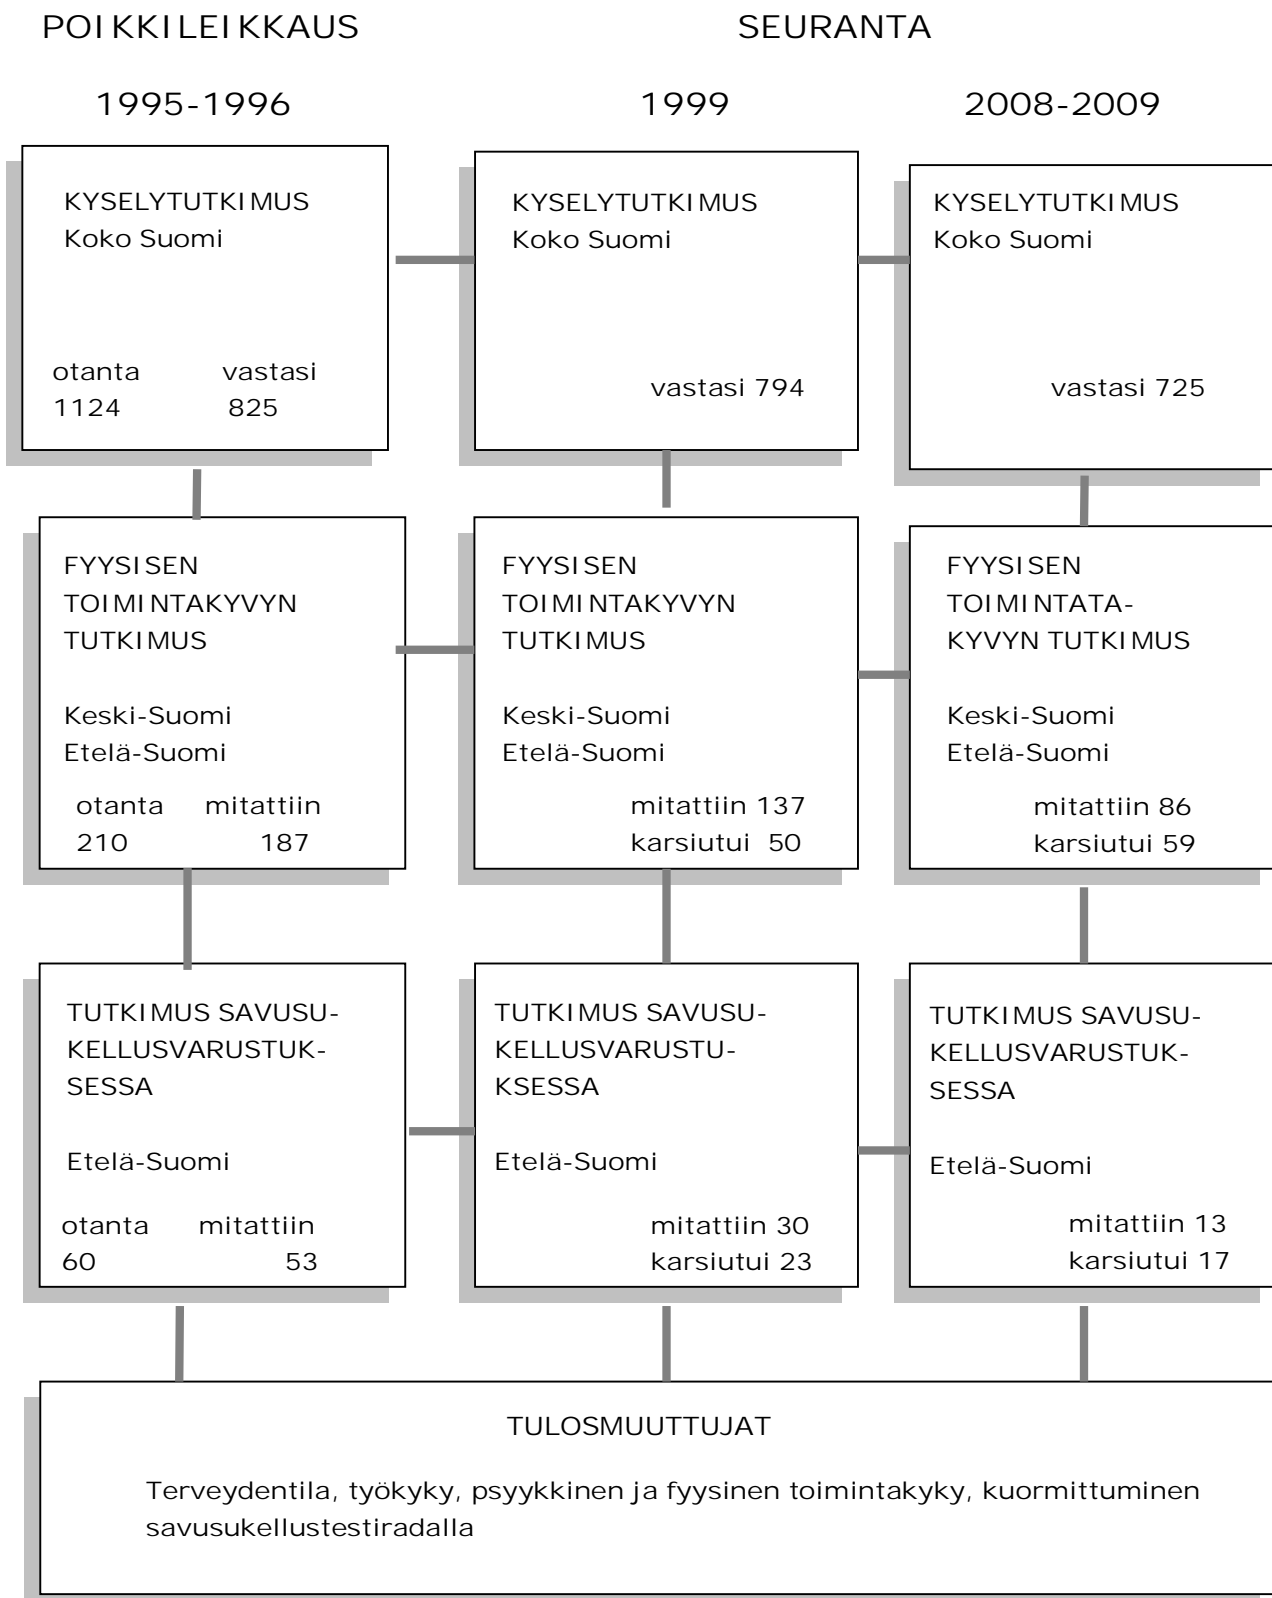 POIKKILEIKKAUS
SEURANTA
1995-1996
1999
2008-2009
KYSELYTUTKIMUS
Koko Suomi
otanta vastasi
1124 825
KYSELYTUTKIMUS
Koko Suomi
vastasi 794
KYSELYTUTKIMUS
Koko Suomi
vastasi 725
FYYSISEN
TOIMINTAKYVYN
TUTKIMUS
Keski-Suomi
Etelä-Suomi
otanta mitattiin
210 187
FYYSISEN
TOIMINTAKYVYN
TUTKIMUS
Keski-Suomi
Etelä-Suomi
mitattiin 137
karsiutui 50
FYYSISEN
TOIMINTATA-
KYVYN TUTKIMUS
Keski-Suomi
Etelä-Suomi
mitattiin 86
karsiutui 59
TUTKIMUS SAVUSU-
KELLUSVARUSTUK-
SESSA
Etelä-Suomi
otanta mitattiin
60 53
TUTKIMUS SAVUSU-
KELLUSVARUSTU-
KSESSA
Etelä-Suomi
mitattiin 30
karsiutui 23
TUTKIMUS SAVUSU-
KELLUSVARUSTUK-
SESSA
Etelä-Suomi
mitattiin 13
karsiutui 17
TULOSMUUTTUJAT
Terveydentila, työkyky, psyykkinen ja fyysinen toimintakyky, kuormittuminen
savusukellustestiradalla